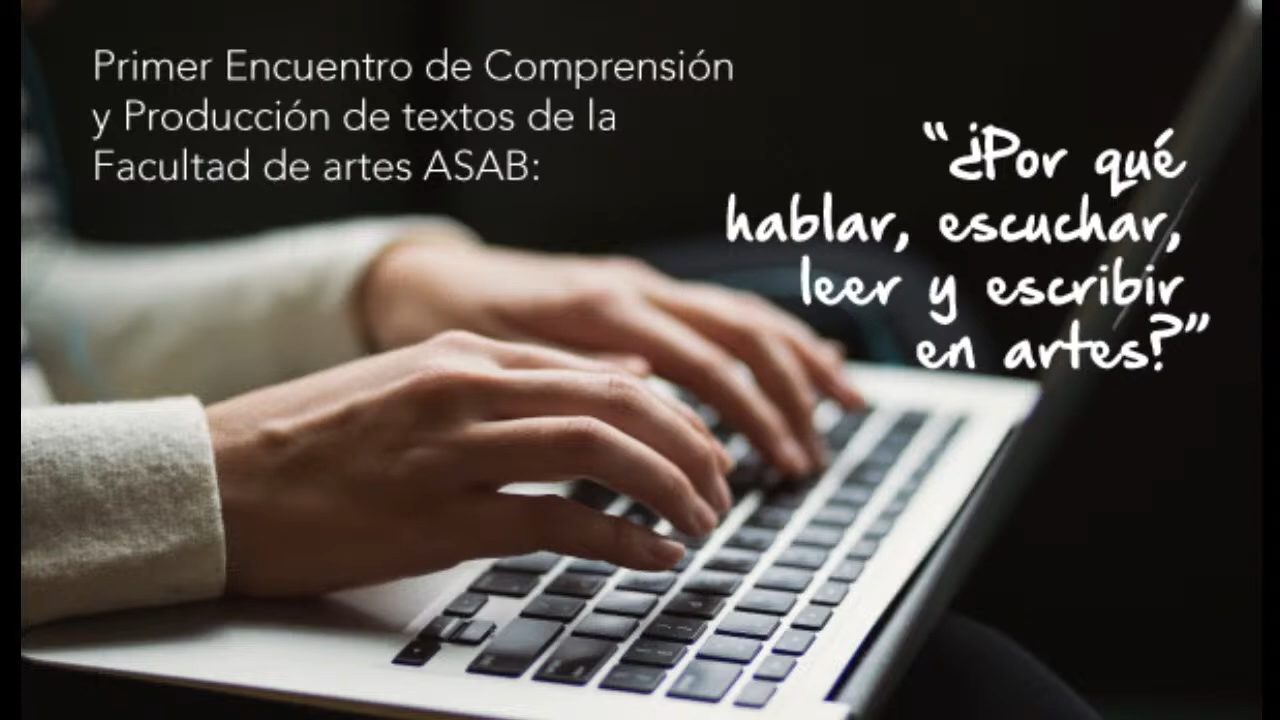 Primer Encuentro de Comprensión
y Producción de textos de la
Facultad de artes ASAB:
“¿Por qué
hablar, escuchar,
leer y escribir
en artes?”